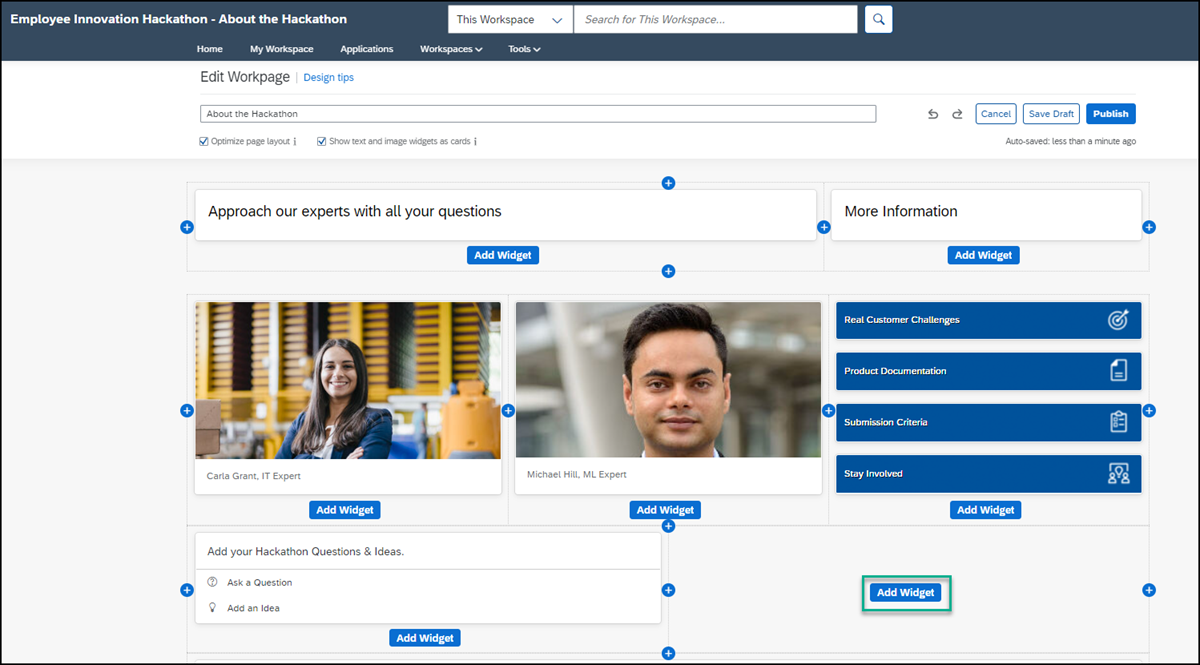 Employee Innovation Hackathon - About the Hackathon
This Workspace
Search for This Workspace...
Home My Workspace Applications Workspaces Tools
Edit Workpage | Design tips
About the Hackathon
Cancel Save Draft Publish
Optimize page layout i Show text and image widgets as cards i
Auto-saved: less than a minute ago
Approach our experts with all your questions
More Information
Add Widget
Add Widget
Carla Grant, IT Expert
Michael Hill, ML Expert
Real Customer Challenges
Product Documentation
Submission Criteria
Stay Involved
Add Widget
Add Widget
Add Widget
Add your Hackathon Questions & Ideas.
Ask a Question
Add an Idea
Add Widget
Add Widget